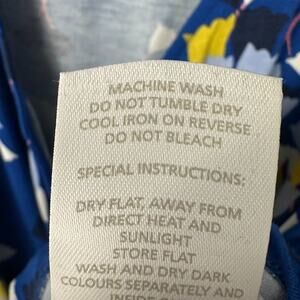 MACHINE WASH
DO NOT TUMBLE DRY
COOL IRON ON REVERSE
DO NOT BLEACH
SPECIAL INSTRUCTIONS:
DRY FLAT, AWAY FROM
DIRECT HEAT AND
SUNLIGHT
STORE FLAT
WASH AND DRY DARK
COLOURS SEPARATELY AND
INSIDE